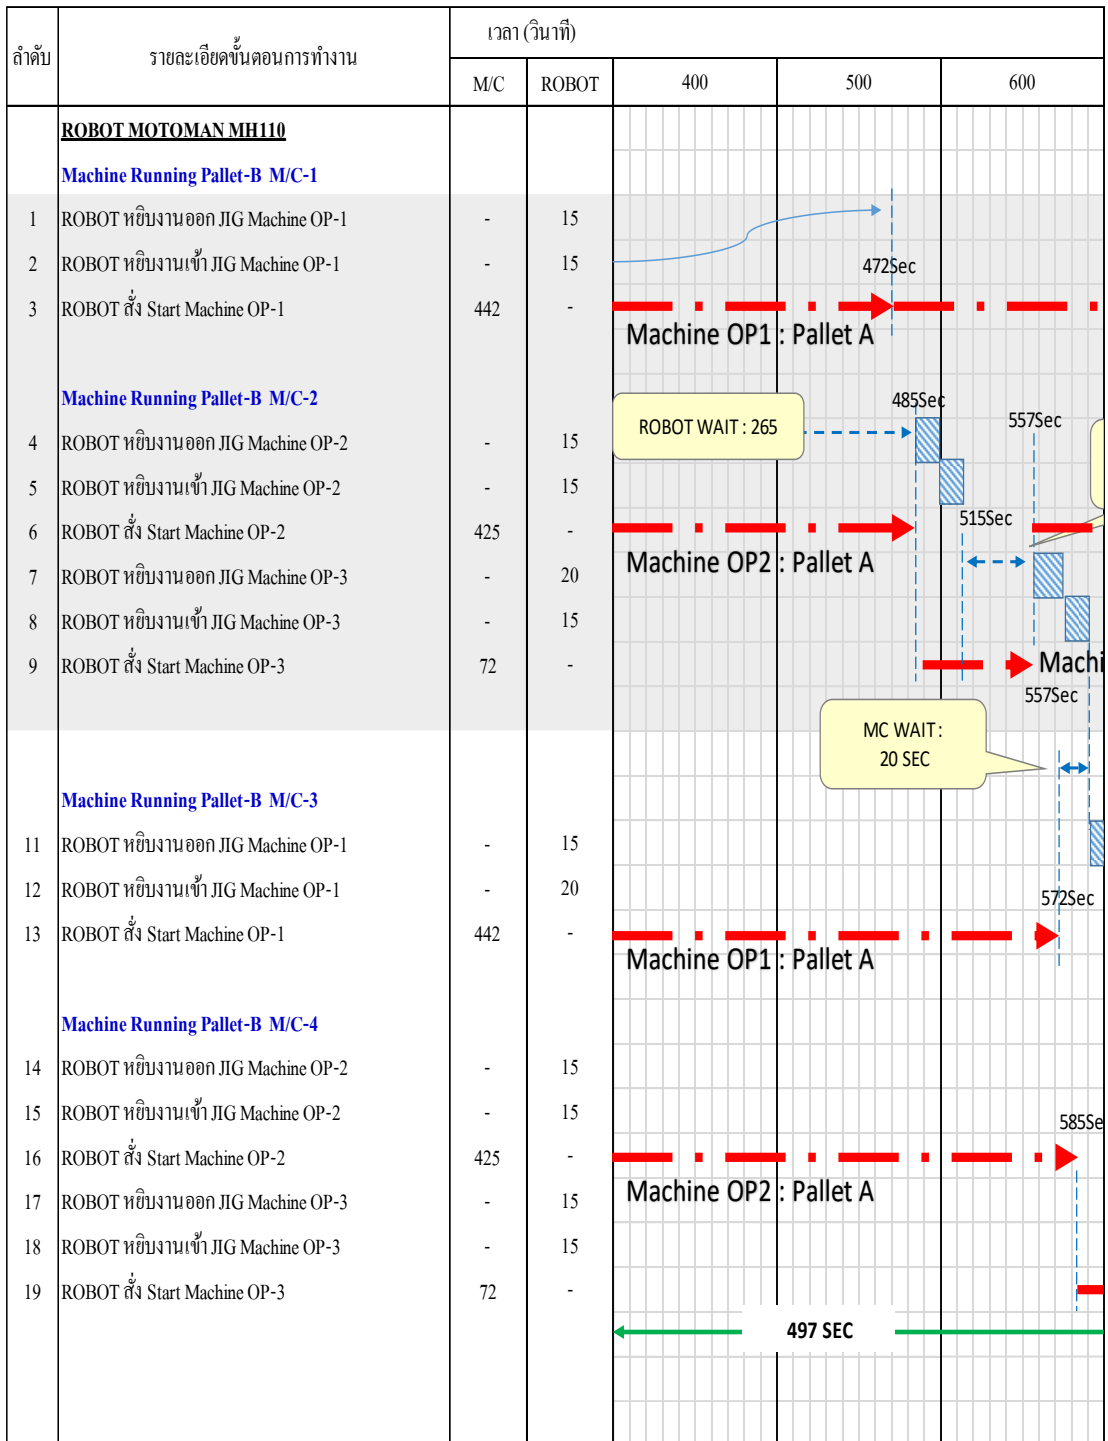 ลำดับ รายละเอียดขั้นตอนการทำงาน เวลา (วินาที)
M/C ROBOT 400 500 600
ROBOT MOTOMAN MH110
Machine Running Pallet-B M/C-1
1 ROBOT หยิบงานออก JIG Machine OP-1 - 15
2 ROBOT หยิบงานเข้า JIG Machine OP-1 - 15
472Sec
3 ROBOT สั่ง Start Machine OP-1 442 -
Machine OP1 : Pallet A
Machine Running Pallet-B M/C-2
485Sec
ROBOT WAIT : 265
557Sec
4 ROBOT หยิบงานออก JIG Machine OP-2 - 15
5 ROBOT หยิบงานเข้า JIG Machine OP-2 - 15
515Sec
6 ROBOT สั่ง Start Machine OP-2 425 -
Machine OP2 : Pallet A
7 ROBOT หยิบงานออก JIG Machine OP-3 - 20
8 ROBOT หยิบงานเข้า JIG Machine OP-3 - 15
9 ROBOT สั่ง Start Machine OP-3 72 -
Machi
557Sec
MC WAIT :
20 SEC
Machine Running Pallet-B M/C-3
11 ROBOT หยิบงานออก JIG Machine OP-1 - 15
12 ROBOT หยิบงานเข้า JIG Machine OP-1 - 20
572Sec
13 ROBOT สั่ง Start Machine OP-1 442 -
Machine OP1 : Pallet A
Machine Running Pallet-B M/C-4
14 ROBOT หยิบงานออก JIG Machine OP-2 - 15
15 ROBOT หยิบงานเข้า JIG Machine OP-2 - 15
585Se
16 ROBOT สั่ง Start Machine OP-2 425 -
Machine OP2 : Pallet A
17 ROBOT หยิบงานออก JIG Machine OP-3 - 15
18 ROBOT หยิบงานเข้า JIG Machine OP-3 - 15
19 ROBOT สั่ง Start Machine OP-3 72 -
497 SEC